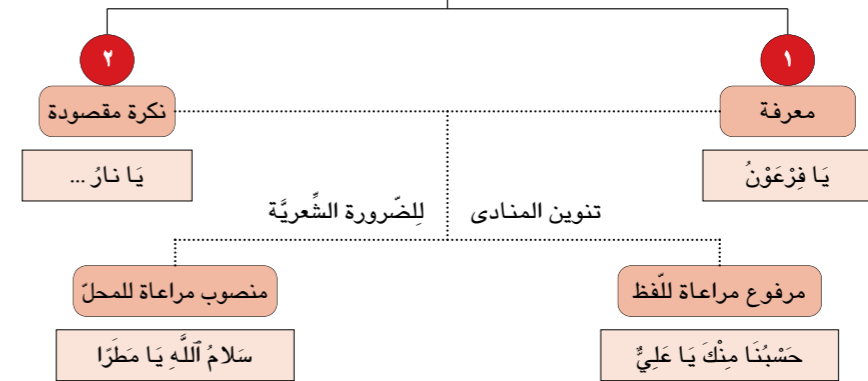 ١
٢
معرفة
نكرة مقصودة
يَا فِرْعَوْنُ
يَا نارُ ...
تنوين المنادى لِلضّرورة الشِّعريَّة
مرفوع مراعاة للّفظ
منصوب مراعاة للمحلّ
حَسْبُنَا مِنْكَ يَا عَلِيٌّ
سَلامُ ٱللَّهِ يَا مَطَرًا